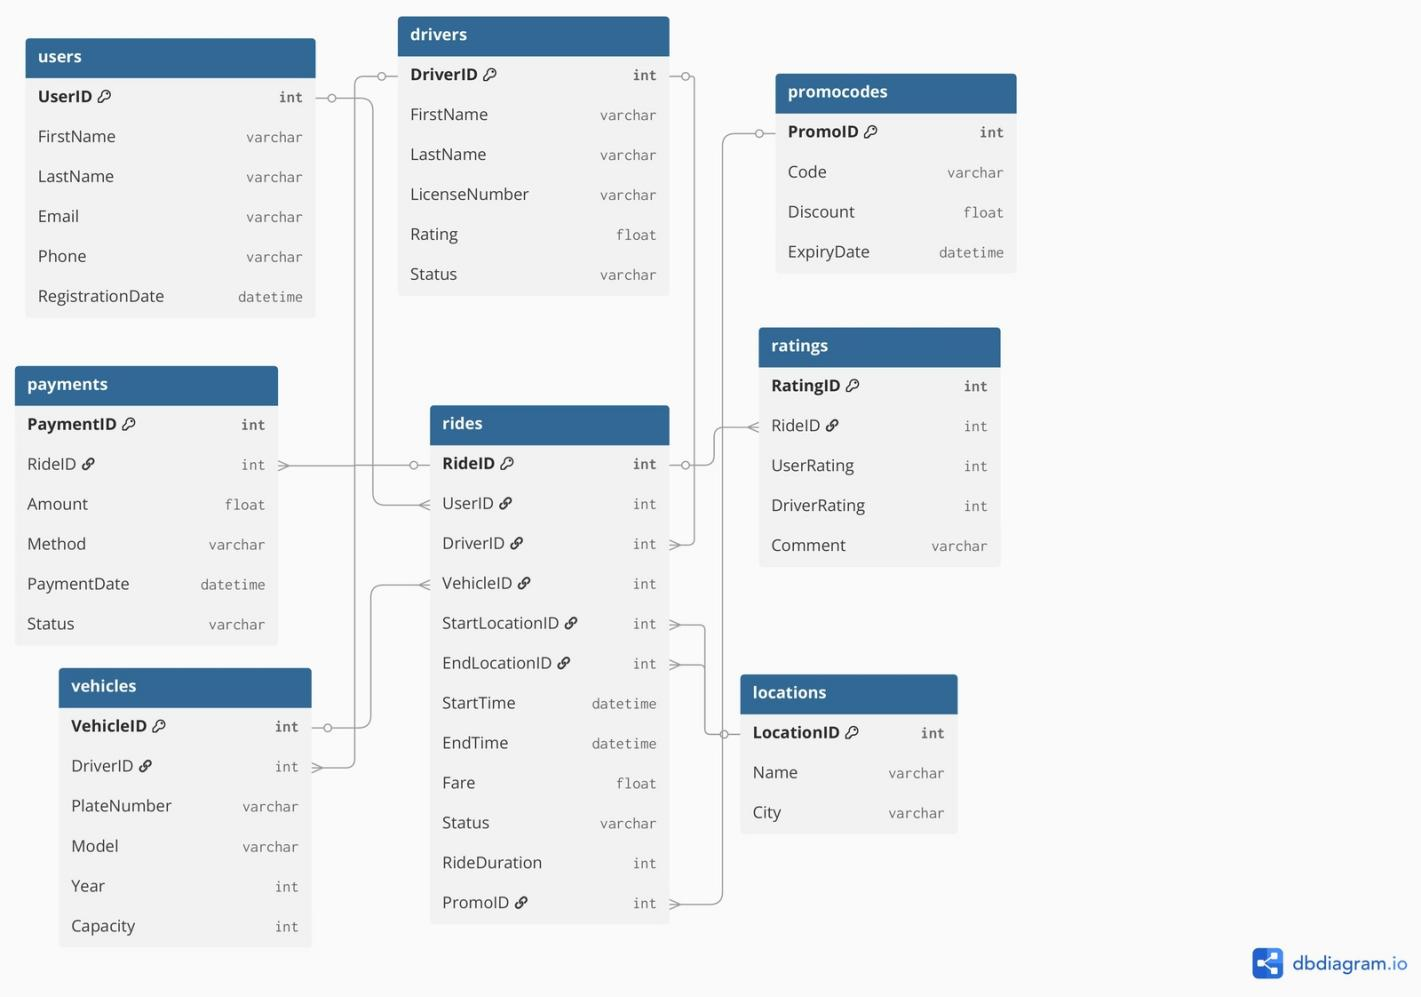 users
UserID int
FirstName varchar
LastName varchar
Email varchar
Phone varchar
RegistrationDate datetime
drivers
DriverID int
FirstName varchar
LastName varchar
LicenseNumber varchar
Rating float
Status varchar
promocodes
PromoID int
Code varchar
Discount float
ExpiryDate datetime
payments
PaymentID int
RideID int
Amount float
Method varchar
PaymentDate datetime
Status varchar
rides
RideID int
UserID int
DriverID int
VehicleID int
StartLocationID int
EndLocationID int
StartTime datetime
EndTime datetime
Fare float
Status varchar
RideDuration int
PromoID int
ratings
RatingID int
RideID int
UserRating int
DriverRating int
Comment varchar
vehicles
VehicleID int
DriverID int
PlateNumber varchar
Model varchar
Year int
Capacity int
locations
LocationID int
Name varchar
City varchar
dbdiagram.io